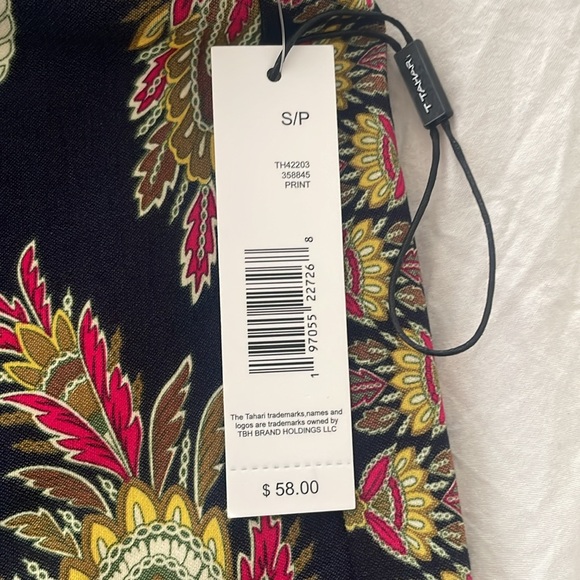 T TAHARI
S/P
TH42203
358845
PRINT
1 97055 22726 8
The Tahari trademarks,names and
logos are trademarks owned by
TBH BRAND HOLDINGS LLC
$ 58.00